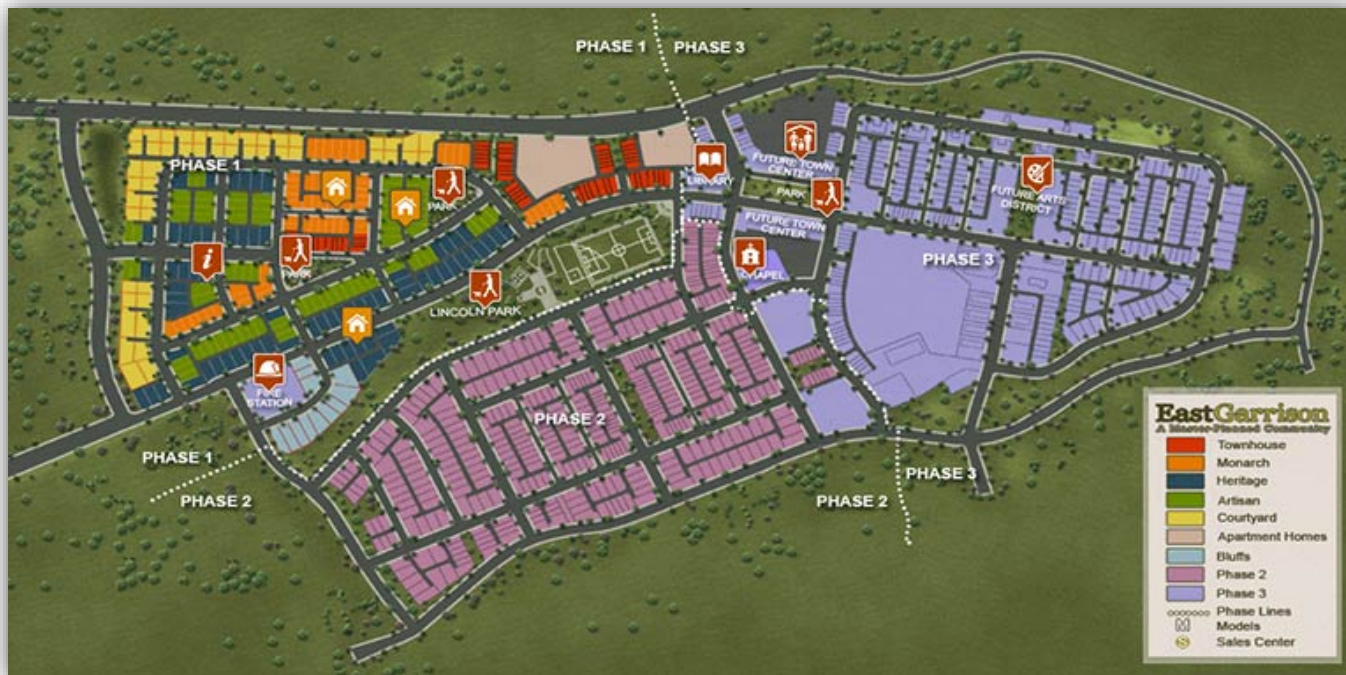 PHASE 1
PHASE 3
PHASE 1
FUTURE TOWN
CENTER
LIBRARY
PARK
PARK
FUTURE ARTS
DISTRICT
FUTURE TOWN
CENTER
PARK
CHAPEL
PHASE 3
LINCOLN PARK
FIRE
STATION
PHASE 2
PHASE 1
PHASE 2
PHASE 2
PHASE 3
EastGarrison
A Master-Planned Community
Townhouse
Monarch
Heritage
Artisan
Courtyard
Apartment Homes
Bluffs
Phase 2
Phase 3
Phase Lines
M Models
S Sales Center